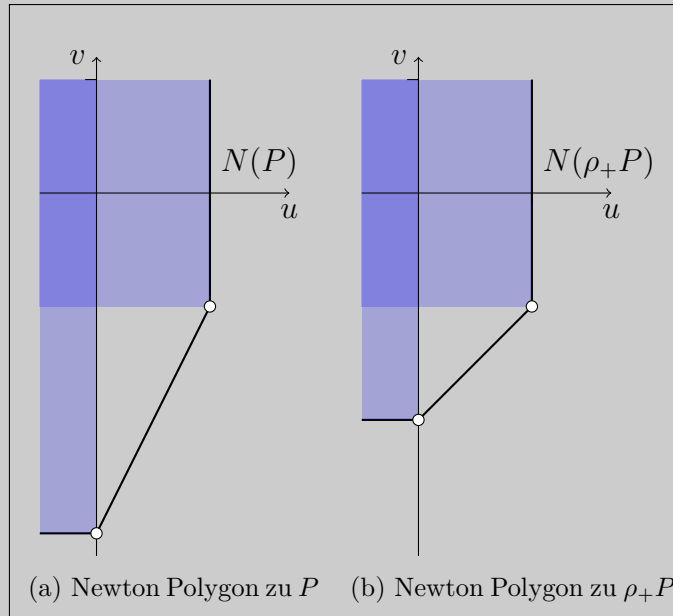 v
N(P)
u
(a) Newton Polygon zu P
v
N(ρ₊P)
u
(b) Newton Polygon zu ρ₊P